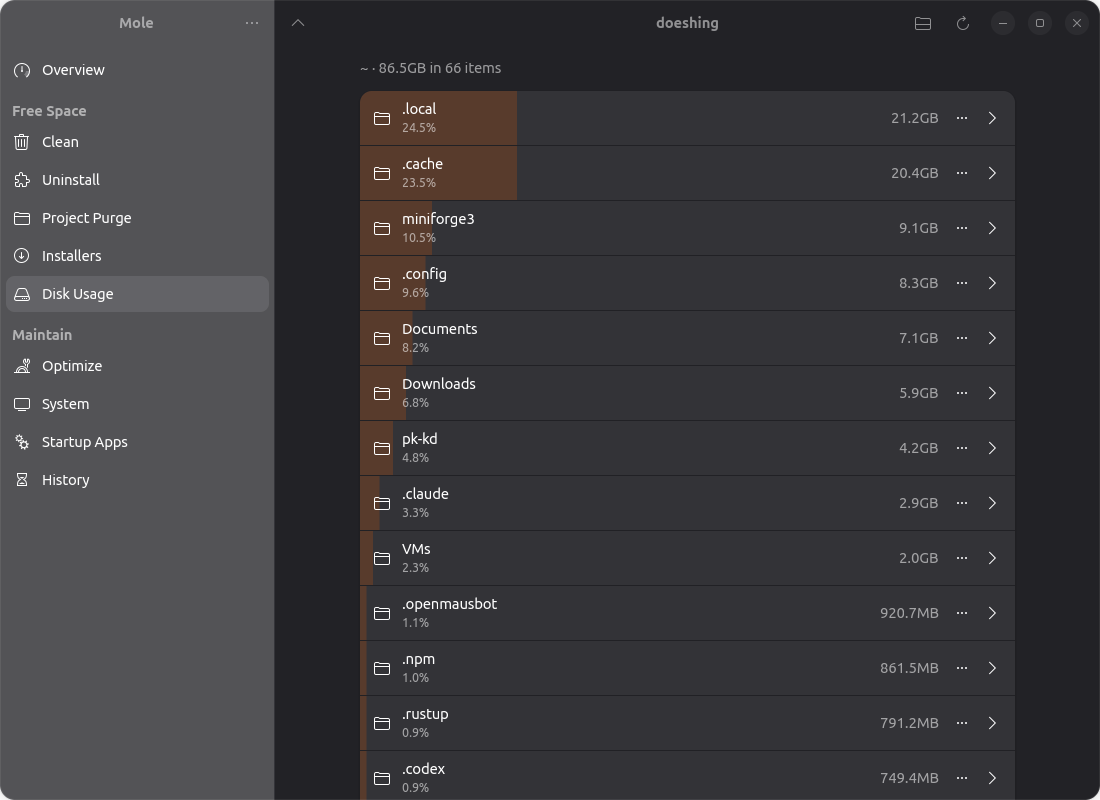 Mole
doeshing
Overview
Free Space
Clean
Uninstall
Project Purge
Installers
Disk Usage
Maintain
Optimize
System
Startup Apps
History
~ · 86.5GB in 66 items
.local
24.5%
21.2GB
.cache
23.5%
20.4GB
miniforge3
10.5%
9.1GB
.config
9.6%
8.3GB
Documents
8.2%
7.1GB
Downloads
6.8%
5.9GB
pk-kd
4.8%
4.2GB
.claude
3.3%
2.9GB
VMs
2.3%
2.0GB
.openmausbot
1.1%
920.7MB
.npm
1.0%
861.5MB
.rustup
0.9%
791.2MB
.codex
0.9%
749.4MB